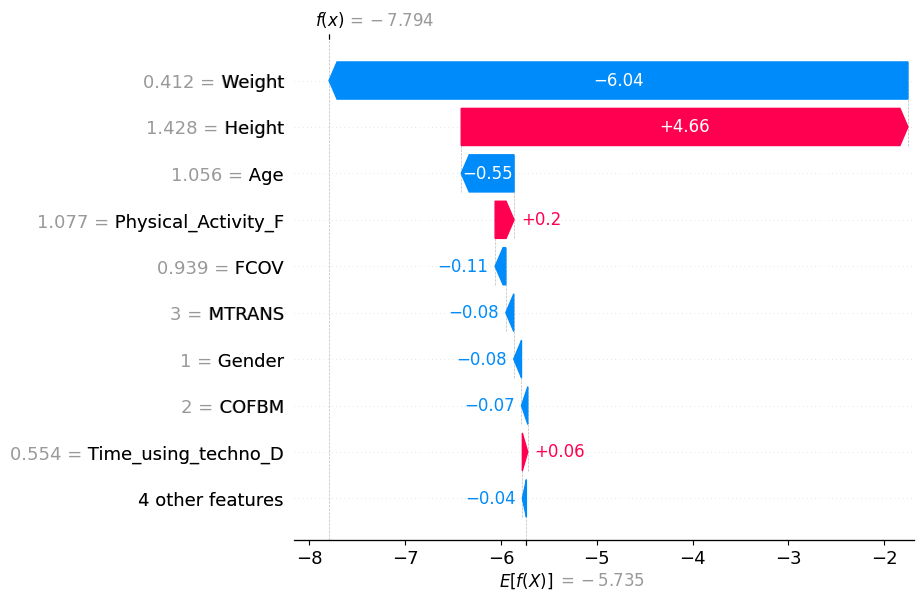 f(x) = −7.794
0.412 = Weight −6.04
1.428 = Height +4.66
1.056 = Age −0.55
1.077 = Physical_Activity_F +0.2
0.939 = FCOV −0.11
3 = MTRANS −0.08
1 = Gender −0.08
2 = COFBM −0.07
0.554 = Time_using_techno_D +0.06
4 other features −0.04
−8 −7 −6 −5 −4 −3 −2
E[f(X)] = −5.735